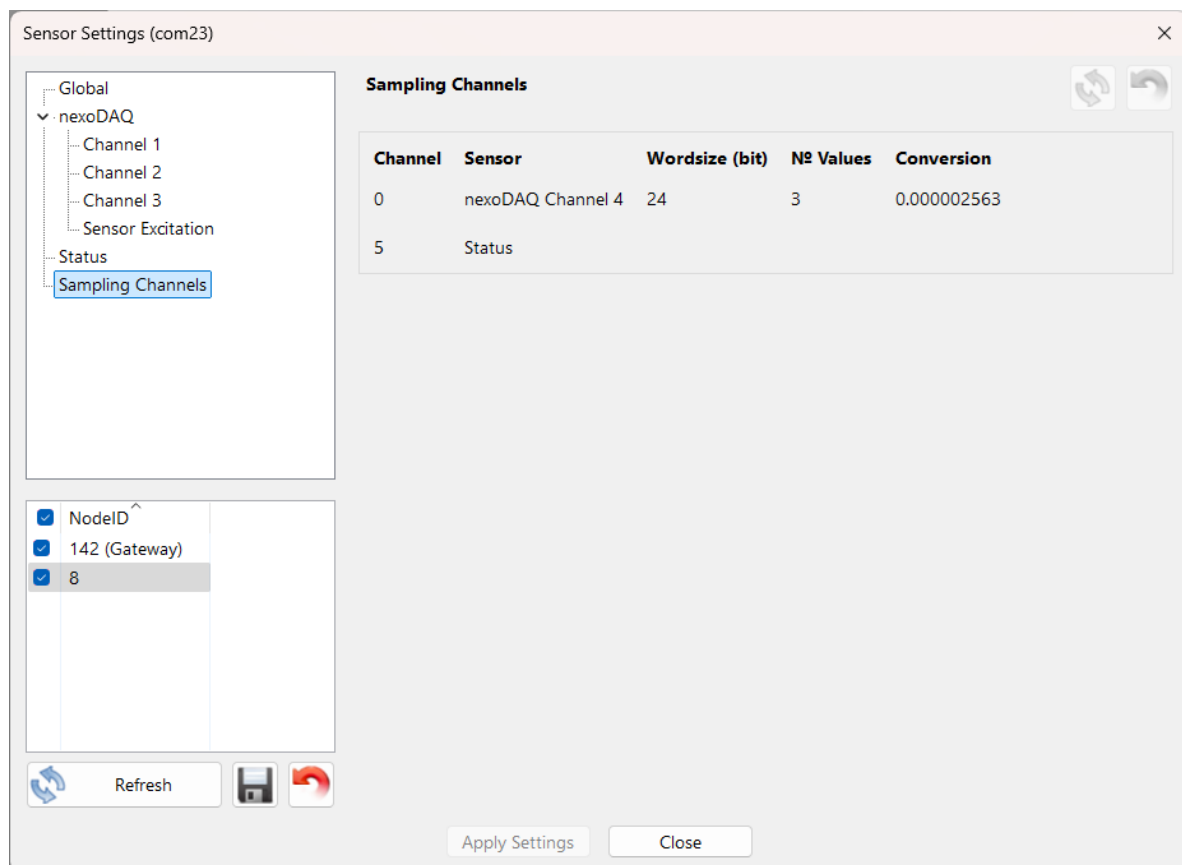 Sensor Settings (com23)
Global
nexoDAQ
Channel 1
Channel 2
Channel 3
Sensor Excitation
Status
Sampling Channels
NodeID
142 (Gateway)
8
Refresh
Sampling Channels
Channel Sensor Wordsize (bit) Nº Values Conversion
0 nexoDAQ Channel 4 24 3 0.000002563
5 Status
Apply Settings Close